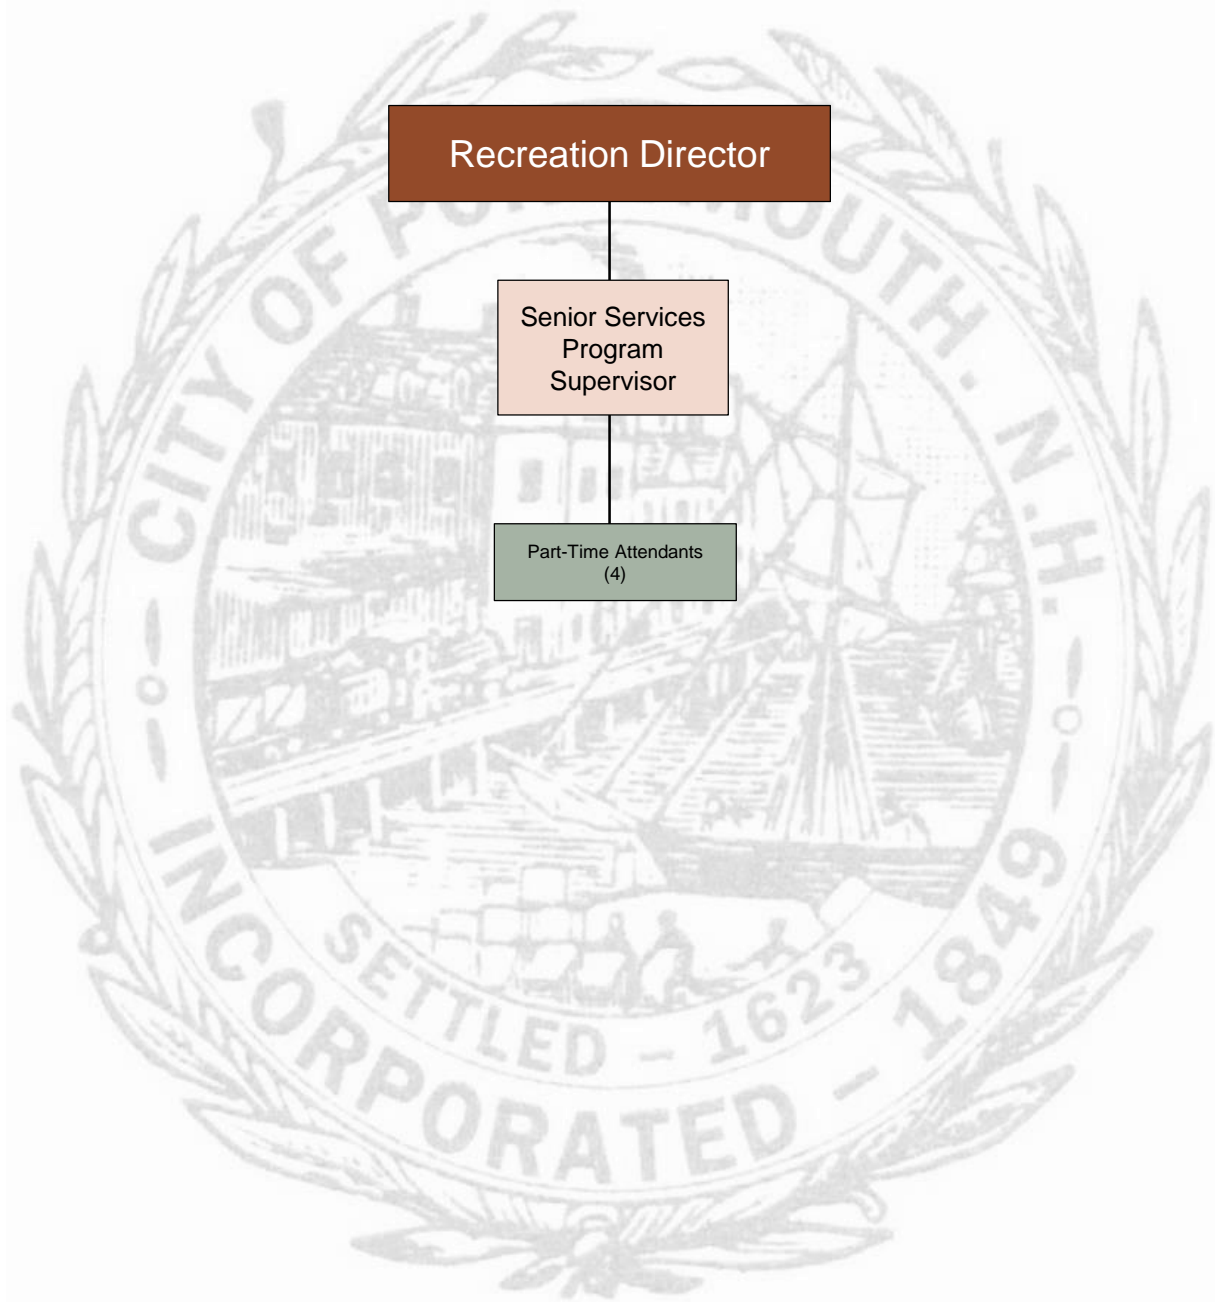 Recreation Director
Senior Services
Program
Supervisor
Part-Time Attendants
(4)
CITY OF PORTSMOUTH, N.H.
SETTLED - 1623
INCORPORATED - 1849